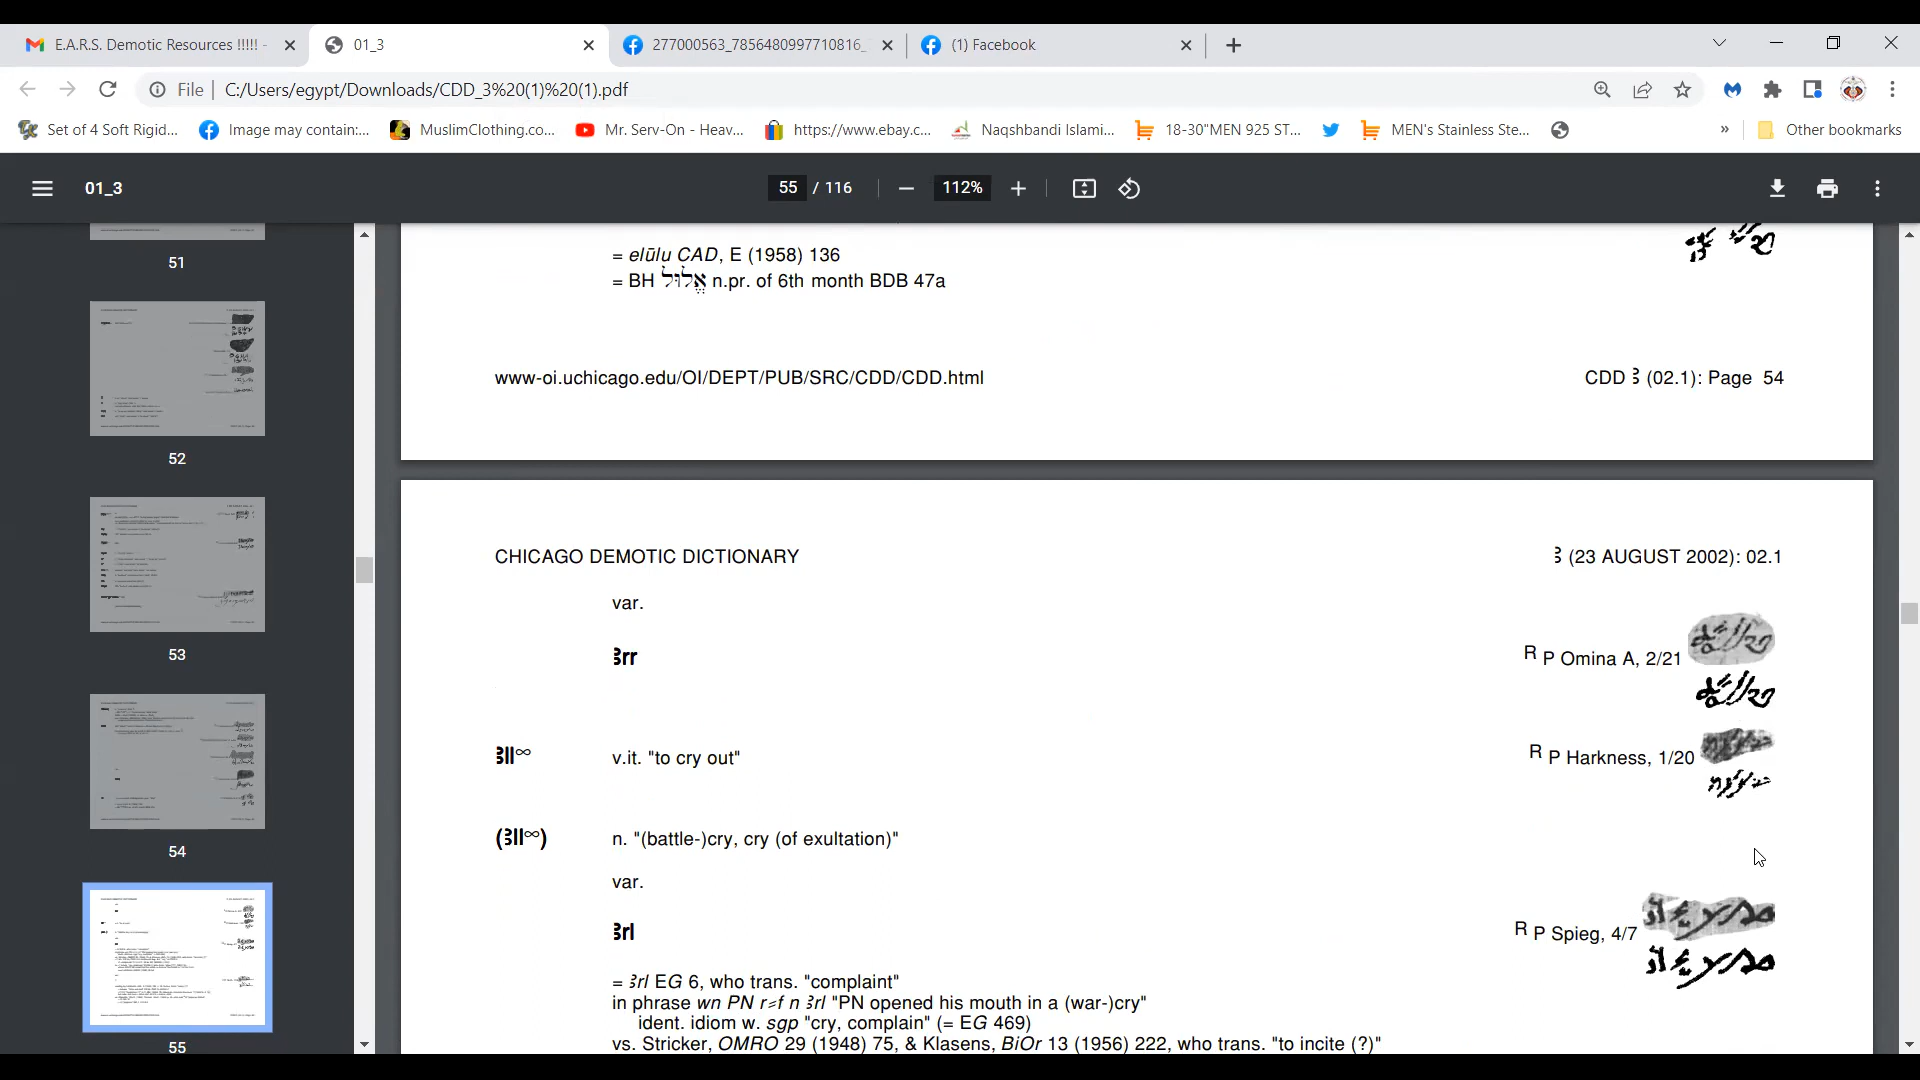 E.A.R.S. Demotic Resources !!!!! -
01_3
277000563_7856480997710816_
(1) Facebook
File
C:/Users/egypt/Downloads/CDD_3%20(1)%20(1).pdf
Set of 4 Soft Rigid...
Image may contain:...
MuslimClothing.co...
Mr. Serv-On - Heav...
https://www.ebay.c...
Naqshbandi Islami...
18-30"MEN 925 ST...
MEN's Stainless Ste...
»
Other bookmarks
01_3
55 / 116
112%
51
52
53
54
55
= elūlu CAD, E (1958) 136
= BH אֱלוּל n.pr. of 6th month BDB 47a
www-oi.uchicago.edu/OI/DEPT/PUB/SRC/CDD/CDD.html
CDD ꜣ (02.1): Page 54
CHICAGO DEMOTIC DICTIONARY
ꜣ (23 AUGUST 2002): 02.1
var.
ꜣrr
R P Omina A, 2/21
ꜣll∞
v.it. "to cry out"
R P Harkness, 1/20
(ꜣll∞)
n. "(battle-)cry, cry (of exultation)"
var.
ꜣrl
R P Spieg, 4/7
= ꜣrl EG 6, who trans. "complaint"
in phrase wn PN r⸗f n ꜣrl "PN opened his mouth in a (war-)cry"
ident. idiom w. sgp "cry, complain" (= EG 469)
vs. Stricker, OMRO 29 (1948) 75, & Klasens, BiOr 13 (1956) 222, who trans. "to incite (?)"